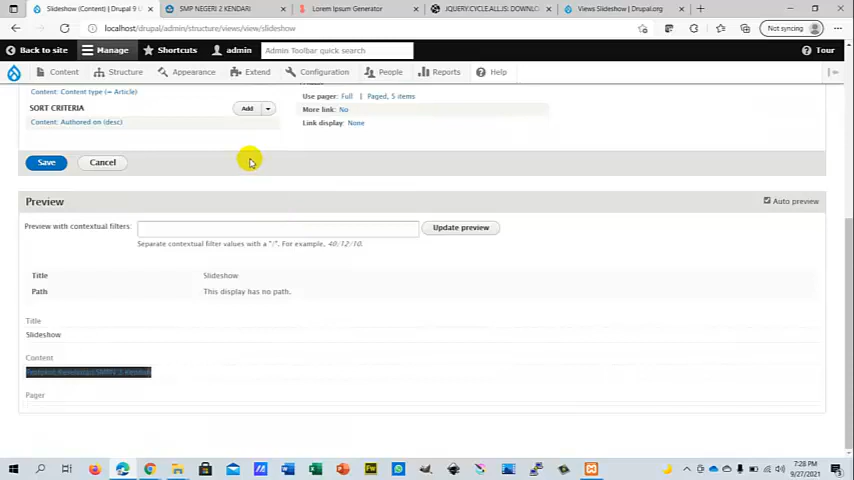 Slideshow (Content) | Drupal 9 U
SMP NEGERI 2 KENDARI
Lorem Ipsum Generator
jQUERY.CYCLE.ALL.JS: DOWNLO
Views Slideshow | Drupal.org
localhost/drupal/admin/structure/views/view/slideshow
Not syncing
Back to site
Manage
Shortcuts
admin
Admin Toolbar quick search
Tour
Content
Structure
Appearance
Extend
Configuration
People
Reports
Help
Content: Content type (= Article)
SORT CRITERIA
Add
Content: Authored on (desc)
Use pager: Full | Paged, 5 items
More link: No
Link display: None
Save
Cancel
Preview
Auto preview
Preview with contextual filters:
Update preview
Separate contextual filter values with a "/". For example, 40/12/10.
Title
Slideshow
Path
This display has no path.
Title
Slideshow
Content
Pager
7:28 PM
9/27/2021